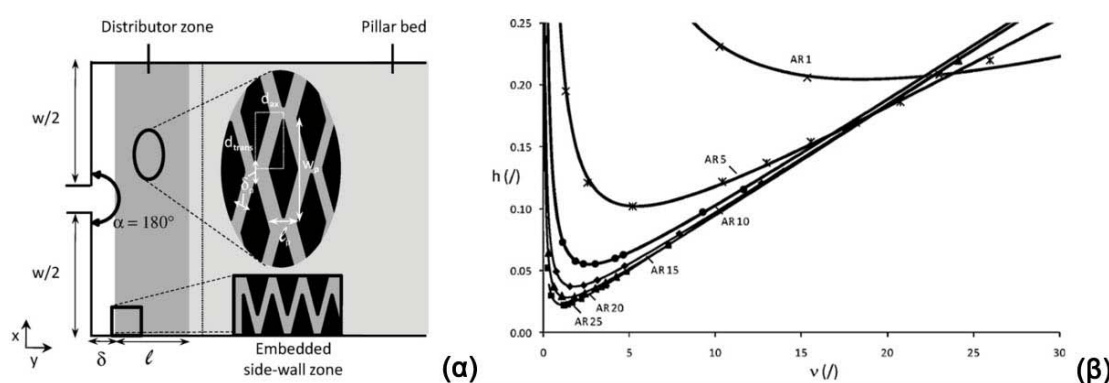 Distributor zone
Pillar bed
w/2
d_ax
d_trans
w_p
α = 180°
w/2
x
y
δ
ℓ
Embedded
side-wall zone
(α)
0.25
0.20
0.15
0.10
0.05
0.00
h (/)
AR 1
AR 5
AR 10
AR 15
AR 20
AR 25
0
5
10
15
20
25
30
ν (/)
(β)